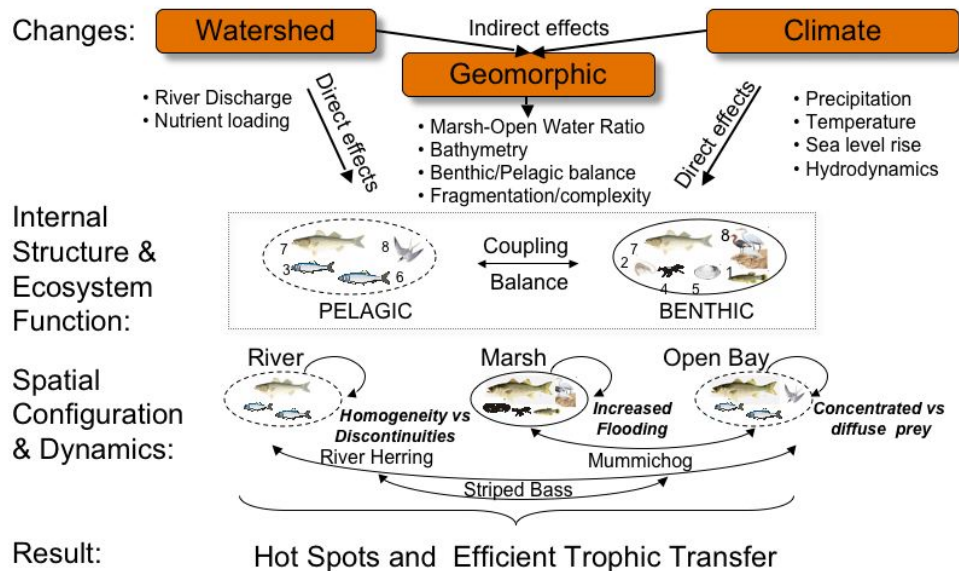 Changes:
Watershed
Indirect effects
Climate
Geomorphic
• River Discharge
• Nutrient loading
Direct effects
• Marsh-Open Water Ratio
• Bathymetry
• Benthic/Pelagic balance
• Fragmentation/complexity
Direct effects
• Precipitation
• Temperature
• Sea level rise
• Hydrodynamics
Internal
Structure &
Ecosystem
Function:
7
8
3
6
PELAGIC
Coupling
Balance
7
8
2
4
5
1
BENTHIC
Spatial
Configuration
& Dynamics:
River
Homogeneity vs
Discontinuities
River Herring
Marsh
Increased
Flooding
Mummichog
Open Bay
Concentrated vs
diffuse prey
Striped Bass
Result:
Hot Spots and Efficient Trophic Transfer